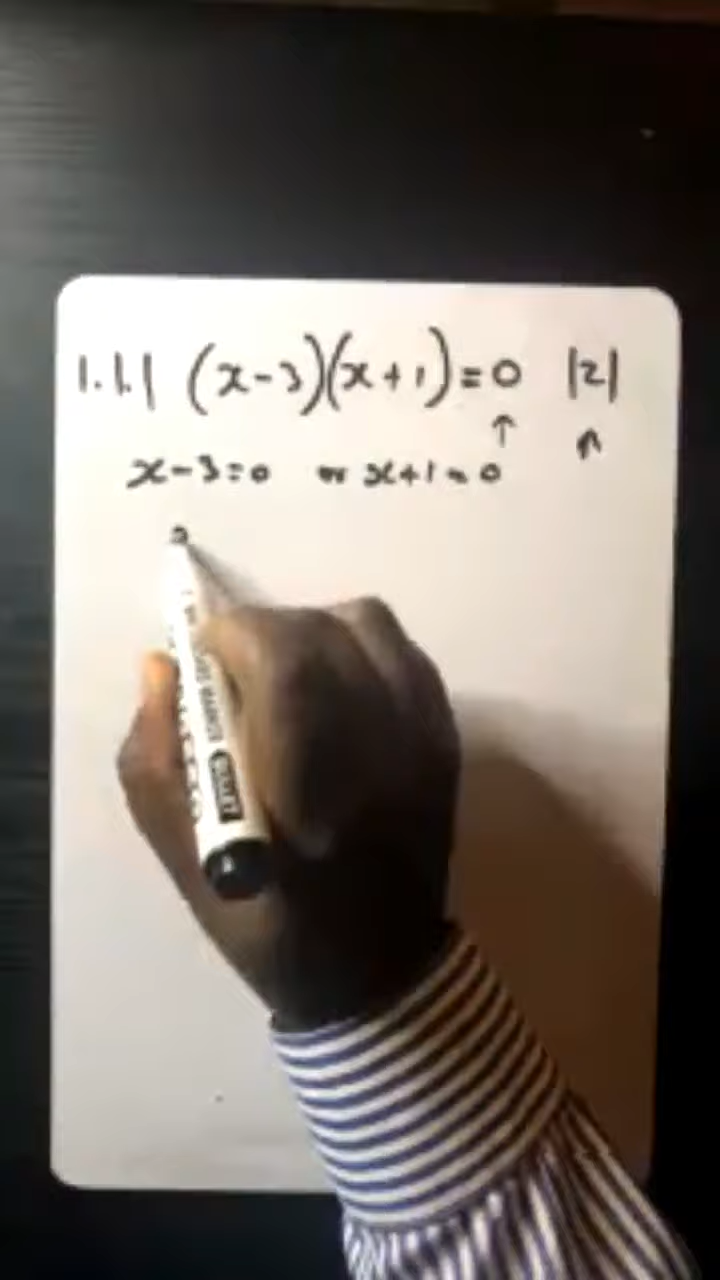 1.1.1 (x-3)(x+1)=0 |2|
↑ ↑
x-3=0 or x+1=0